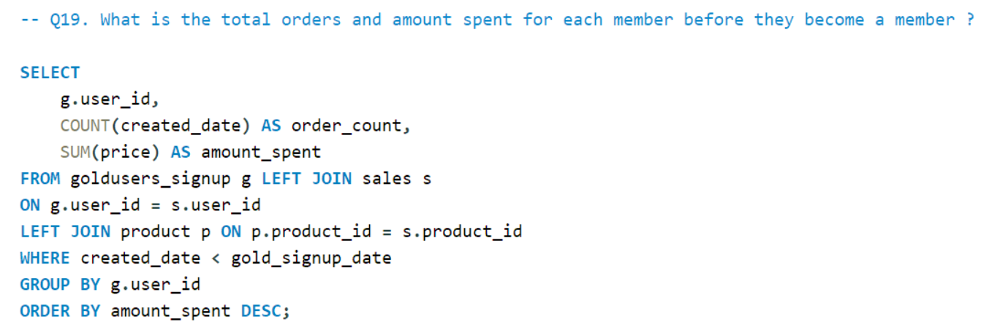 -- Q19. What is the total orders and amount spent for each member before they become a member ?
SELECT
    g.user_id,
    COUNT(created_date) AS order_count,
    SUM(price) AS amount_spent
FROM goldusers_signup g LEFT JOIN sales s
ON g.user_id = s.user_id
LEFT JOIN product p ON p.product_id = s.product_id
WHERE created_date < gold_signup_date
GROUP BY g.user_id
ORDER BY amount_spent DESC;